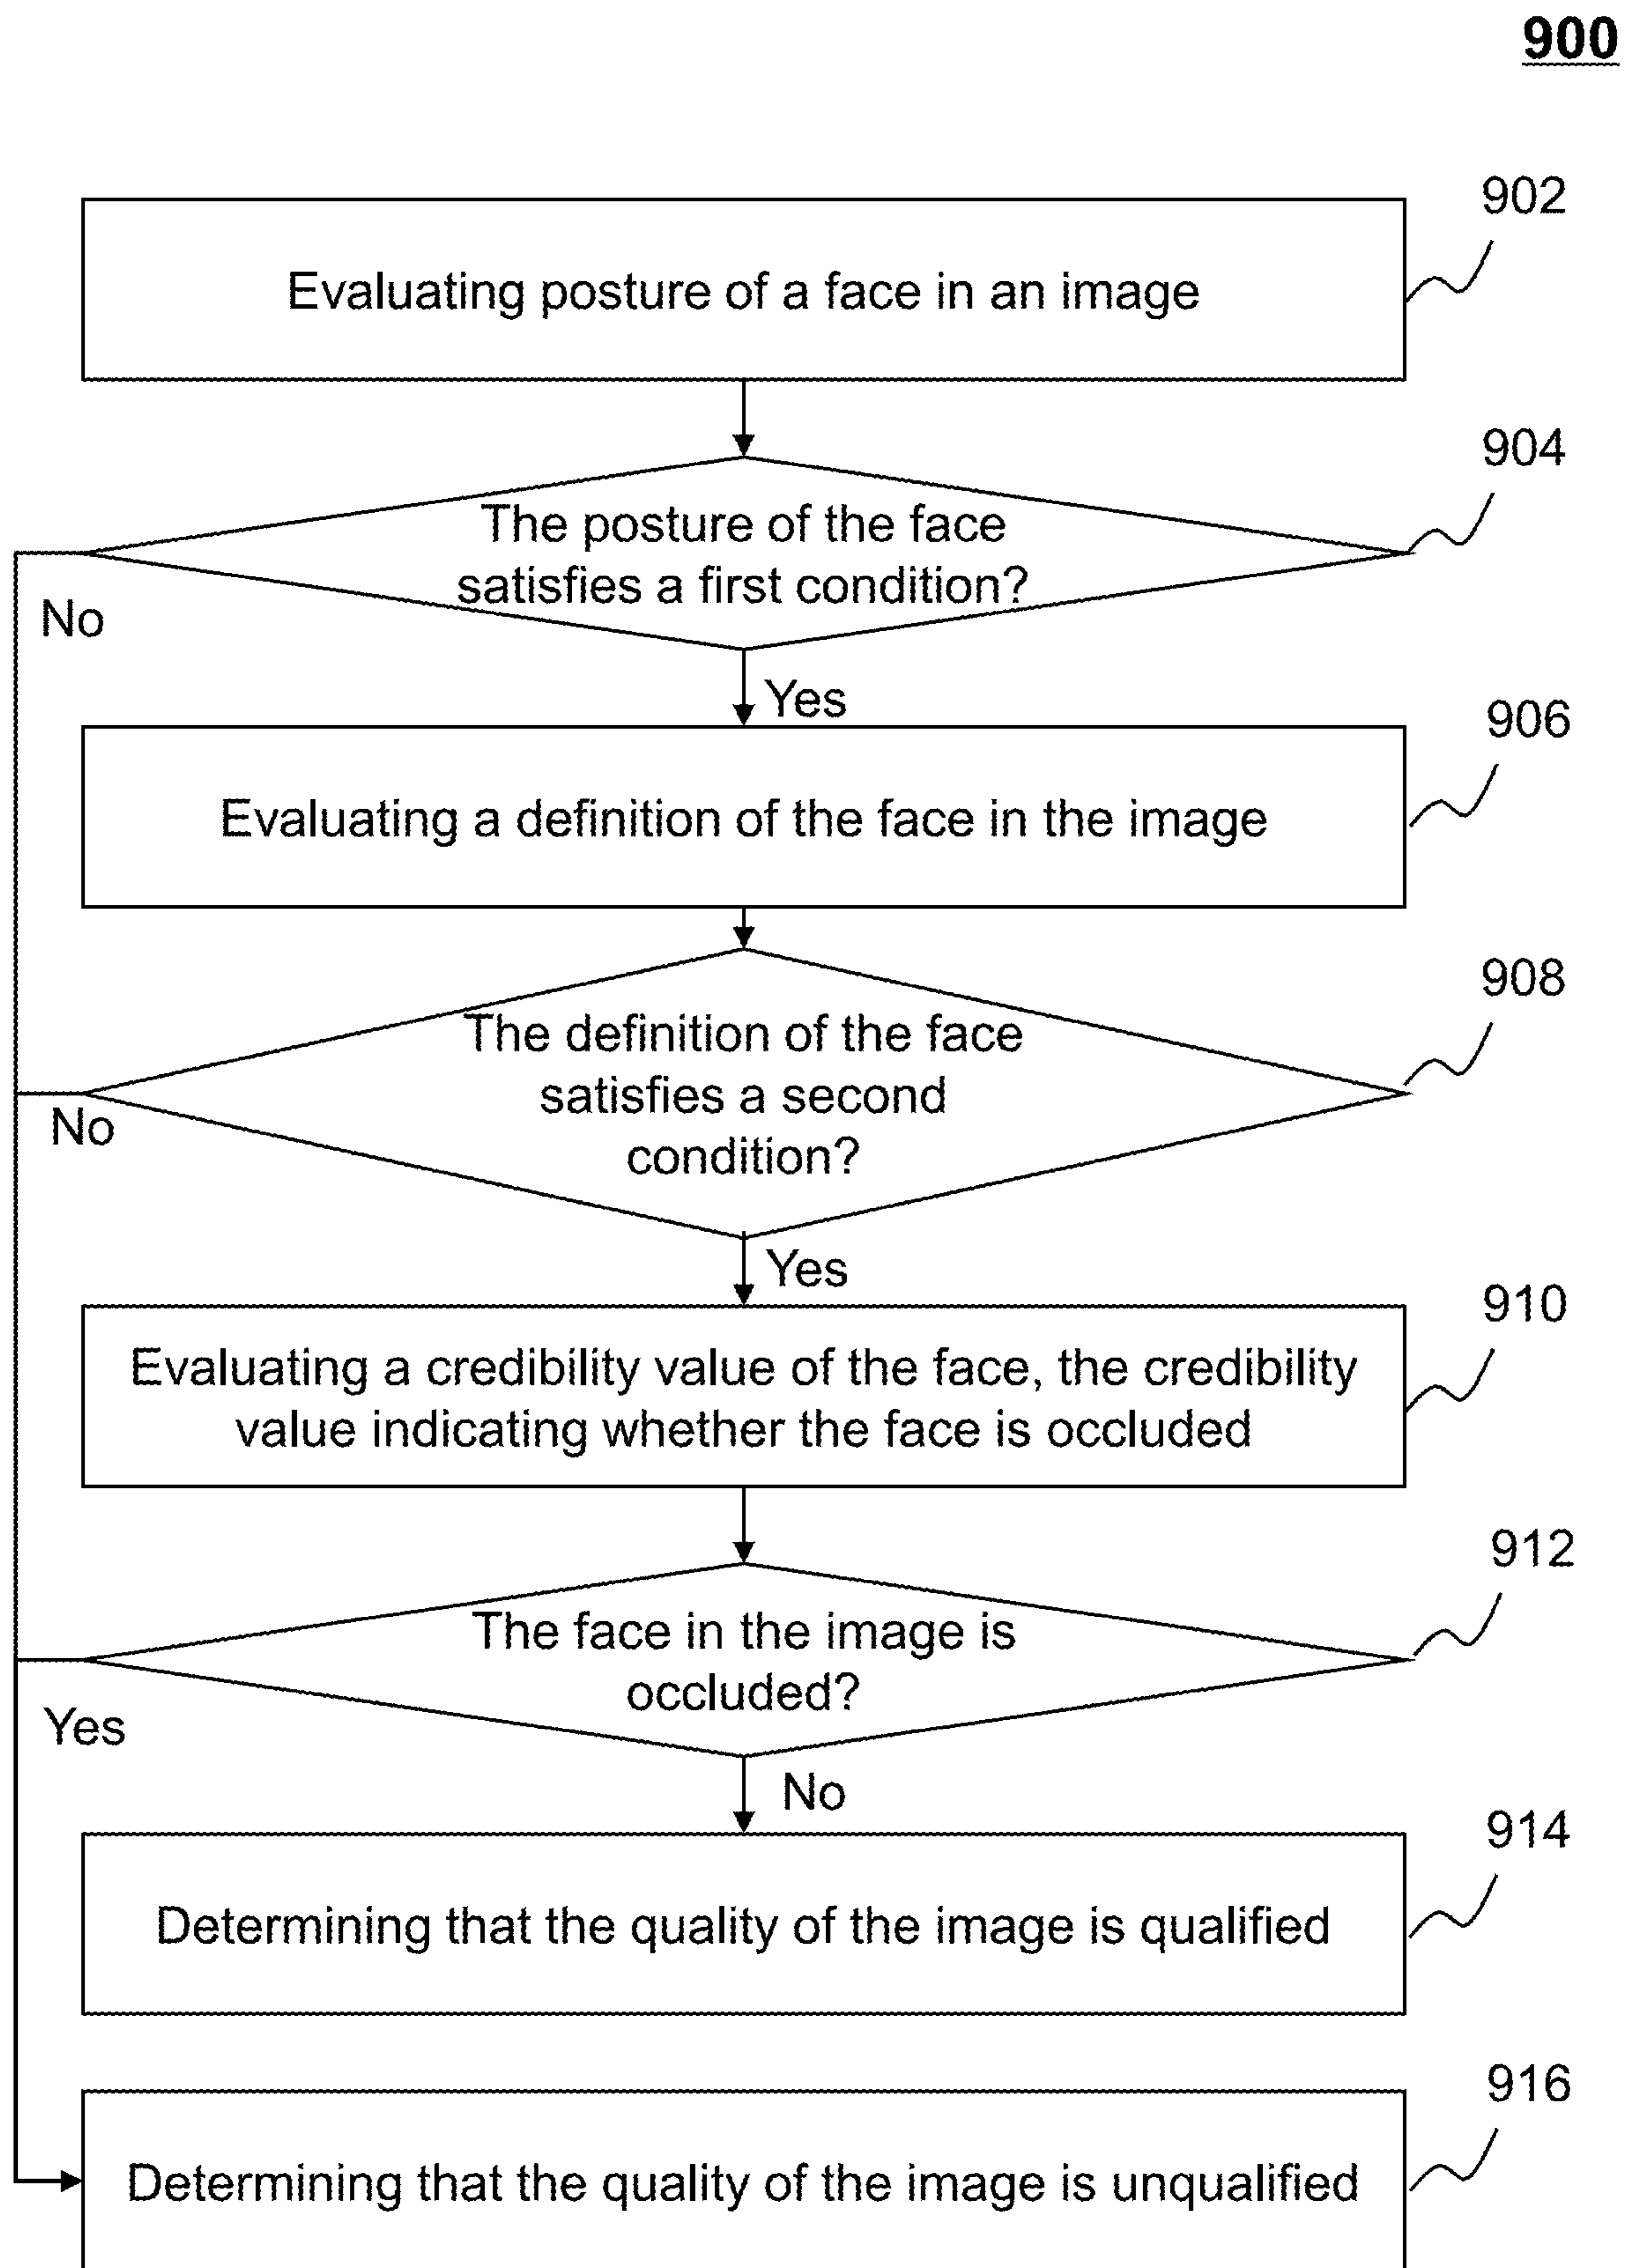 900
902
Evaluating posture of a face in an image
904
The posture of the face
satisfies a first condition?
No
Yes
906
Evaluating a definition of the face in the image
908
The definition of the face
satisfies a second
condition?
No
Yes
910
Evaluating a credibility value of the face, the credibility
value indicating whether the face is occluded
912
The face in the image is
occluded?
Yes
No
914
Determining that the quality of the image is qualified
916
Determining that the quality of the image is unqualified